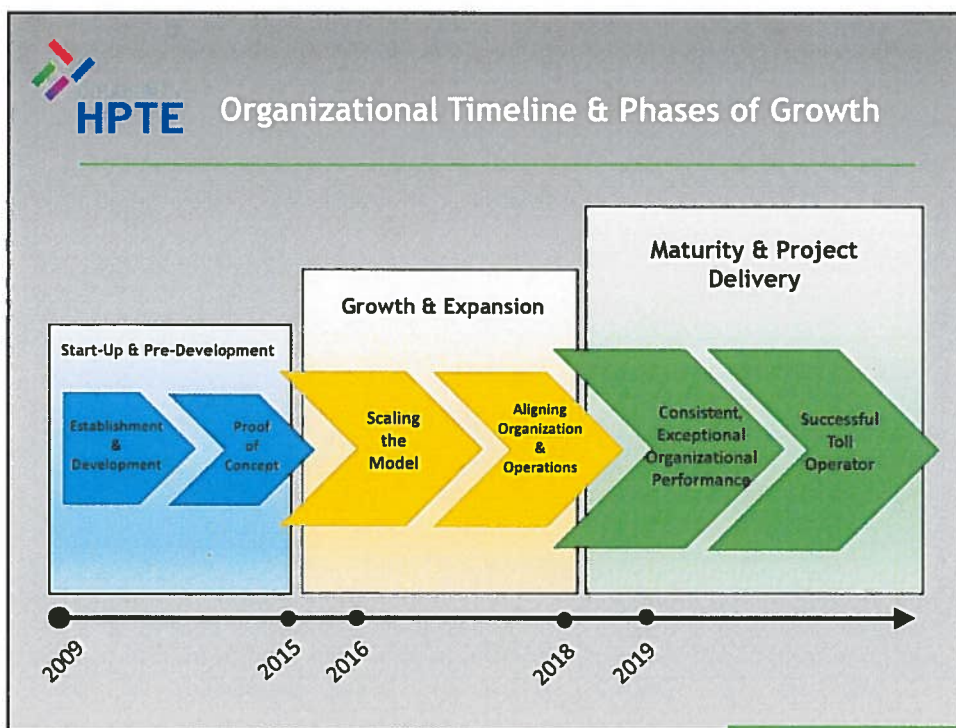 HPTE
Organizational Timeline & Phases of Growth
Start-Up & Pre-Development
Establishment
&
Development
Proof
of
Concept
Growth & Expansion
Scaling
the
Model
Aligning
Organization
&
Operations
Maturity & Project
Delivery
Consistent,
Exceptional
Organizational
Performance
Successful
Toll
Operator
2009
2015
2016
2018
2019